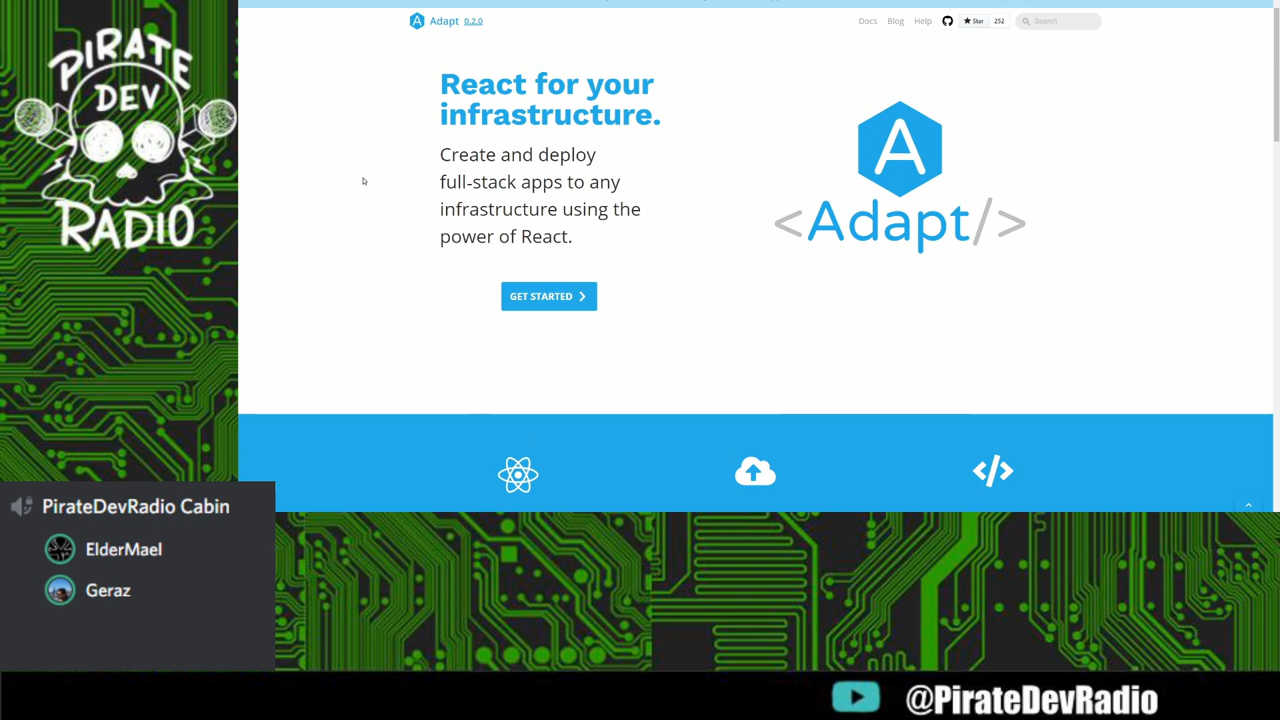 PIRATE
DEV
RADIO
Adapt 0.2.0
Docs Blog Help Star 252 Search
React for your
infrastructure.
Create and deploy
full-stack apps to any
infrastructure using the
power of React.
GET STARTED
A
<Adapt/>
PirateDevRadio Cabin
ElderMael
Geraz
@PirateDevRadio